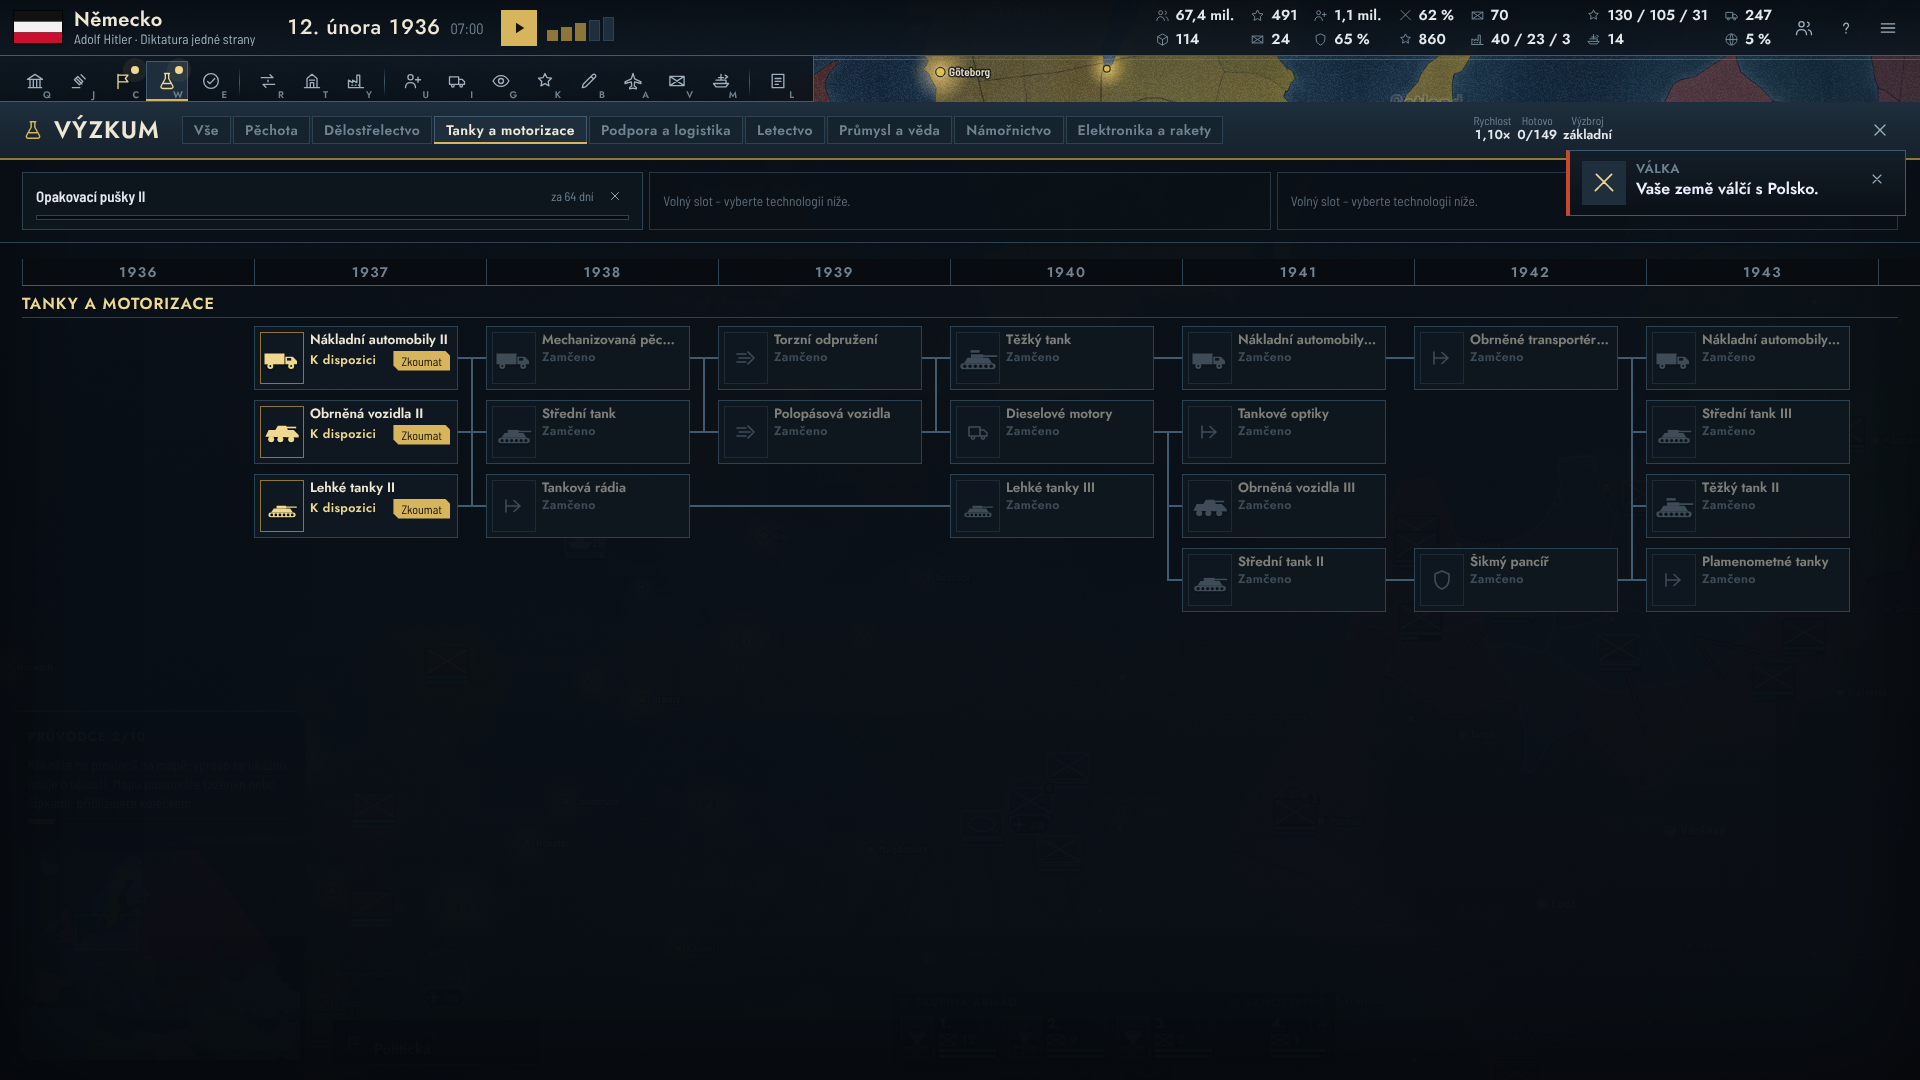 Německo
Adolf Hitler · Diktatura jedné strany
12. února 1936 07:00
67,4 mil. 491 1,1 mil. 62 % 70 130 / 105 / 31 247
114 24 65 % 860 40 / 23 / 3 14 5 %
?
Q J C W E R T Y U I G K B A V M L
Göteborg
VÝZKUM
Vše Pěchota Dělostřelectvo Tanky a motorizace Podpora a logistika Letectvo Průmysl a věda Námořnictvo Elektronika a rakety
Rychlost Hotovo Výzbroj
1,10× 0/149 základní
VÁLKA
Vaše země válčí s Polsko.
Opakovací pušky II za 64 dní
Volný slot – vyberte technologii níže.
Volný slot – vyberte technologii níže.
1936 1937 1938 1939 1940 1941 1942 1943
TANKY A MOTORIZACE
Nákladní automobily II
K dispozici Zkoumat
Mechanizovaná pěc...
Zamčeno
Torzní odpružení
Zamčeno
Těžký tank
Zamčeno
Nákladní automobily...
Zamčeno
Obrněné transportér...
Zamčeno
Nákladní automobily...
Zamčeno
Obrněná vozidla II
K dispozici Zkoumat
Střední tank
Zamčeno
Polopásová vozidla
Zamčeno
Dieselové motory
Zamčeno
Tankové optiky
Zamčeno
Střední tank III
Zamčeno
Lehké tanky II
K dispozici Zkoumat
Tanková rádia
Zamčeno
Lehké tanky III
Zamčeno
Obrněná vozidla III
Zamčeno
Těžký tank II
Zamčeno
Střední tank II
Zamčeno
Šikmý pancíř
Zamčeno
Plamenometné tanky
Zamčeno